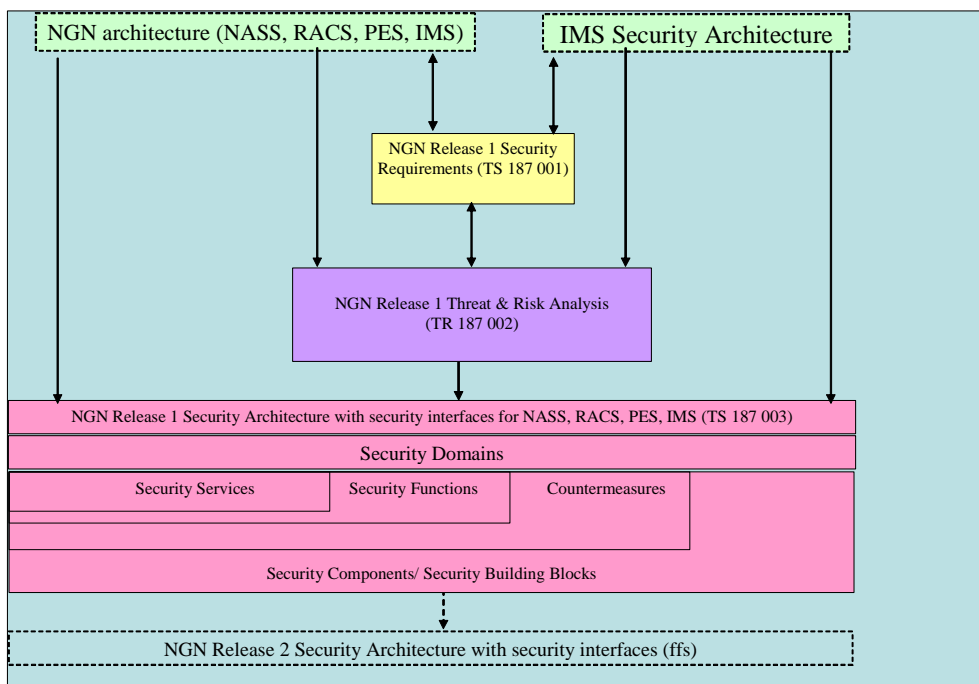 NGN architecture (NASS, RACS, PES, IMS)
IMS Security Architecture
NGN Release 1 Security
Requirements (TS 187 001)
NGN Release 1 Threat & Risk Analysis
(TR 187 002)
NGN Release 1 Security Architecture with security interfaces for NASS, RACS, PES, IMS (TS 187 003)
Security Domains
Security Services
Security Functions
Countermeasures
Security Components/ Security Building Blocks
NGN Release 2 Security Architecture with security interfaces (ffs)